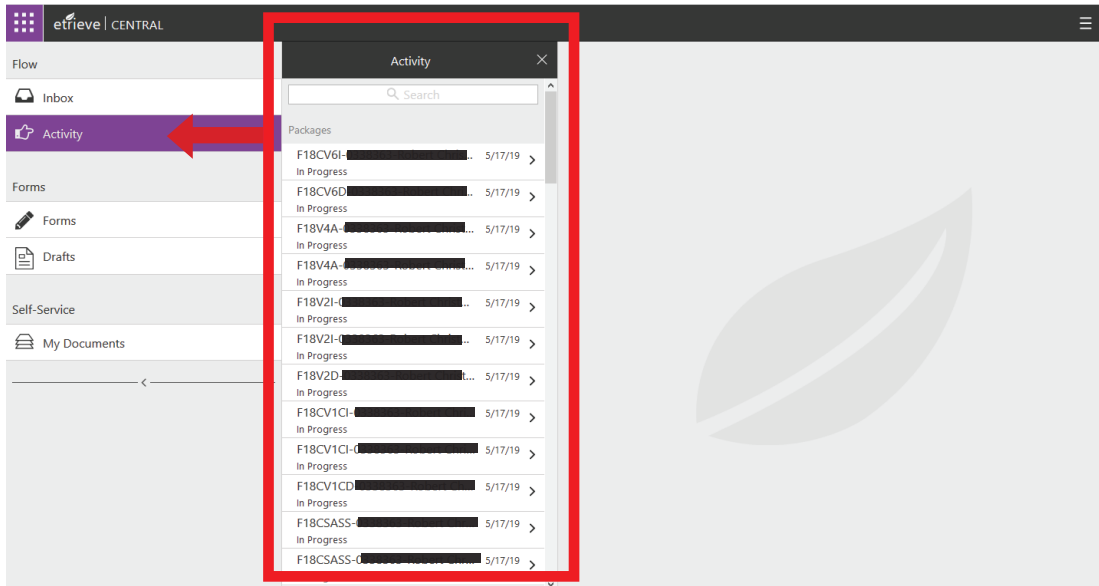 etrieve | CENTRAL
Flow
Inbox
Activity
Forms
Forms
Drafts
Self-Service
My Documents
Activity
Search
Packages
F18CV6I- 5/17/19
In Progress
F18CV6D 5/17/19
In Progress
F18V4A- ... 5/17/19
In Progress
F18V4A- ... 5/17/19
In Progress
F18V2I- ... 5/17/19
In Progress
F18V2I- ... 5/17/19
In Progress
F18V2D- ... 5/17/19
In Progress
F18CV1CI- 5/17/19
In Progress
F18CV1CI- 5/17/19
In Progress
F18CV1CD 5/17/19
In Progress
F18CSASS- 5/17/19
In Progress
F18CSASS-0 5/17/19